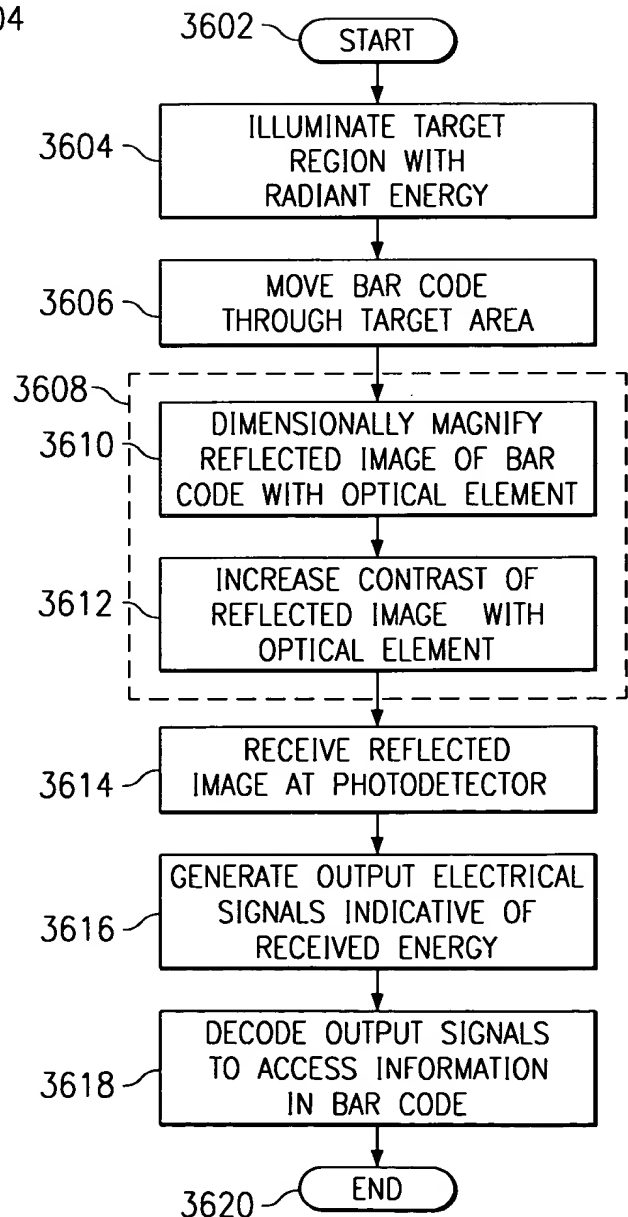 04
3602
START
3604
ILLUMINATE TARGET
REGION WITH
RADIANT ENERGY
3606
MOVE BAR CODE
THROUGH TARGET AREA
3608
3610
DIMENSIONALLY MAGNIFY
REFLECTED IMAGE OF BAR
CODE WITH OPTICAL ELEMENT
3612
INCREASE CONTRAST OF
REFLECTED IMAGE WITH
OPTICAL ELEMENT
3614
RECEIVE REFLECTED
IMAGE AT PHOTODETECTOR
3616
GENERATE OUTPUT ELECTRICAL
SIGNALS INDICATIVE OF
RECEIVED ENERGY
3618
DECODE OUTPUT SIGNALS
TO ACCESS INFORMATION
IN BAR CODE
3620
END